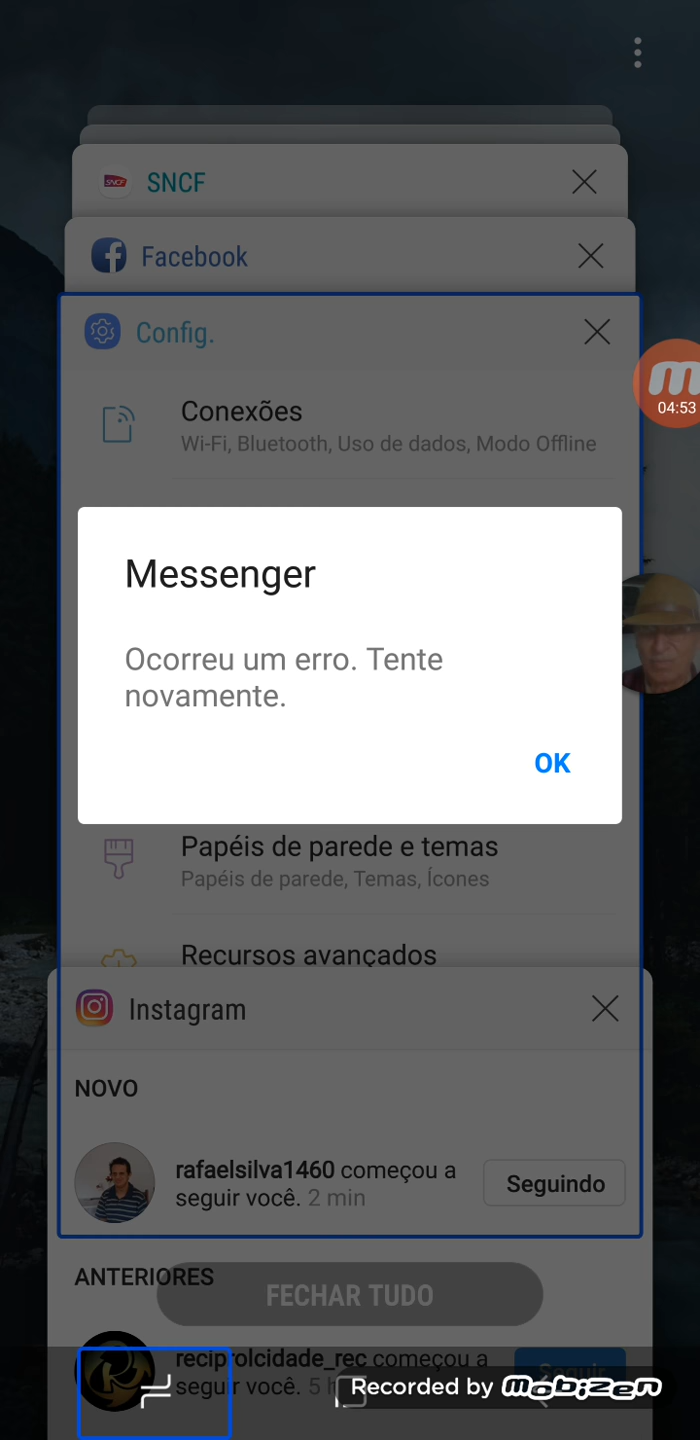 SNCF
SNCF
Facebook
Config.
04:53
Conexões
Wi-Fi, Bluetooth, Uso de dados, Modo Offline
Messenger
Ocorreu um erro. Tente
novamente.
OK
Papéis de parede e temas
Papéis de parede, Temas, Ícones
Recursos avançados
Instagram
NOVO
rafaelsilva1460 começou a
seguir você. 2 min
Seguindo
ANTERIORES
FECHAR TUDO
reciprolcidade_rec começou a
seguir você. 5 h
Seguir
Recorded by mobizen